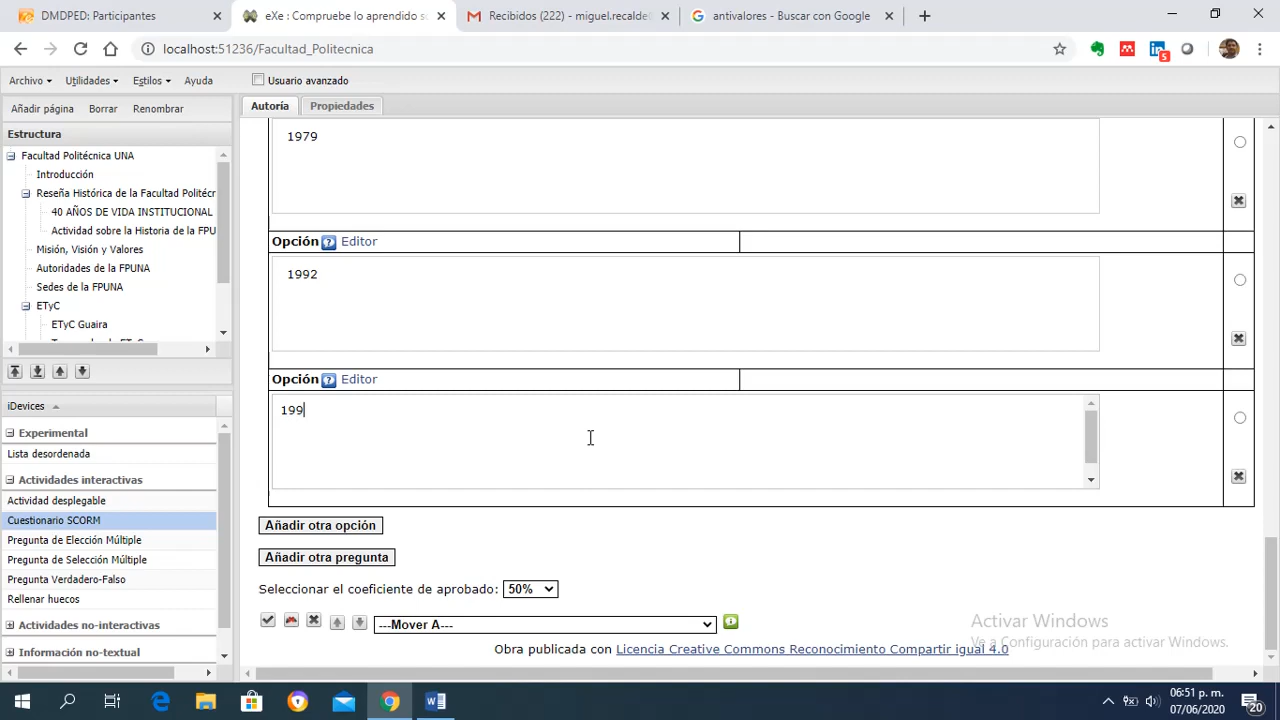 DMDPED: Participantes
eXe : Compruebe lo aprendido s
Recibidos (222) - miguel.recalde
antivalores - Buscar con Google
localhost:51236/Facultad_Politecnica
5
Archivo
Utilidades
Estilos
Ayuda
Usuario avanzado
Añadir página
Borrar
Renombrar
Autoría
Propiedades
Estructura
Facultad Politécnica UNA
Introducción
Reseña Histórica de la Facultad Politécr
40 AÑOS DE VIDA INSTITUCIONAL
Actividad sobre la Historia de la FPU
Misión, Visión y Valores
Autoridades de la FPUNA
Sedes de la FPUNA
ETyC
ETyC Guaira
iDevices
Experimental
Lista desordenada
Actividades interactivas
Actividad desplegable
Cuestionario SCORM
Pregunta de Elección Múltiple
Pregunta de Selección Múltiple
Pregunta Verdadero-Falso
Rellenar huecos
Actividades no-interactivas
Información no-textual
1979
Opción ? Editor
1992
Opción ? Editor
199
Añadir otra opción
Añadir otra pregunta
Seleccionar el coeficiente de aprobado: 50%
---Mover A---
Obra publicada con Licencia Creative Commons Reconocimiento Compartir igual 4.0
Activar Windows
Ve a Configuración para activar Windows.
06:51 p. m.
07/06/2020
20